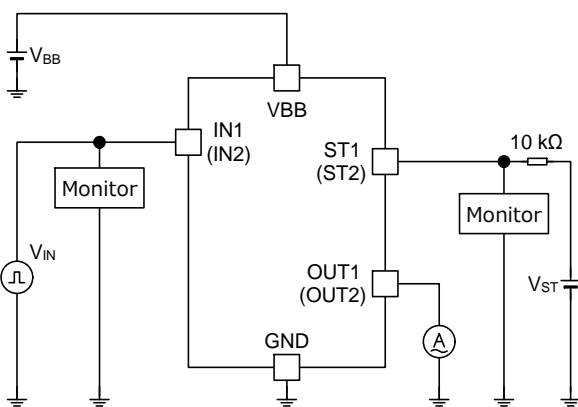 VBB
VBB
IN1
(IN2)
ST1
(ST2)
10 kΩ
Monitor
Monitor
VIN
OUT1
(OUT2)
VST
A
GND